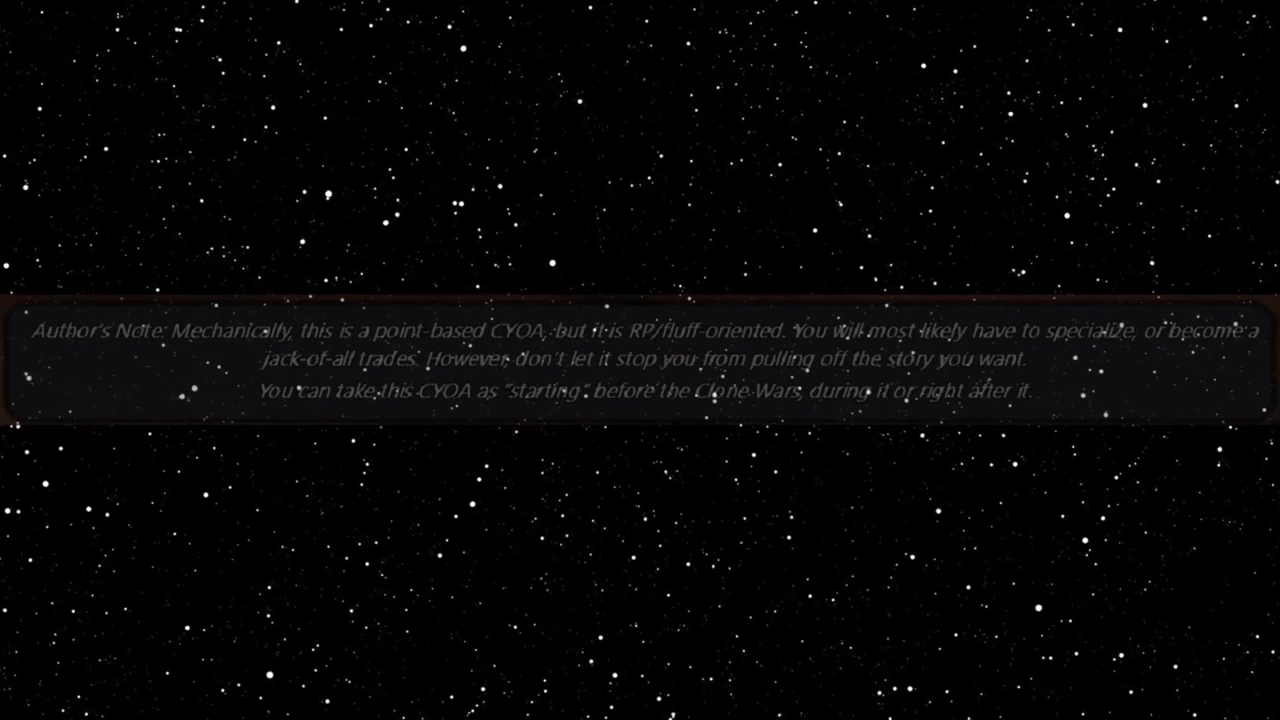 Author's Note: Mechanically, this is a point-based CYOA, but it is RP/fluff-oriented. You will most likely have to specialize, or become a
jack-of-all trades. However, don't let it stop you from pulling off the story you want.
You can take this CYOA as "starting" before the Clone Wars, during it or right after it.